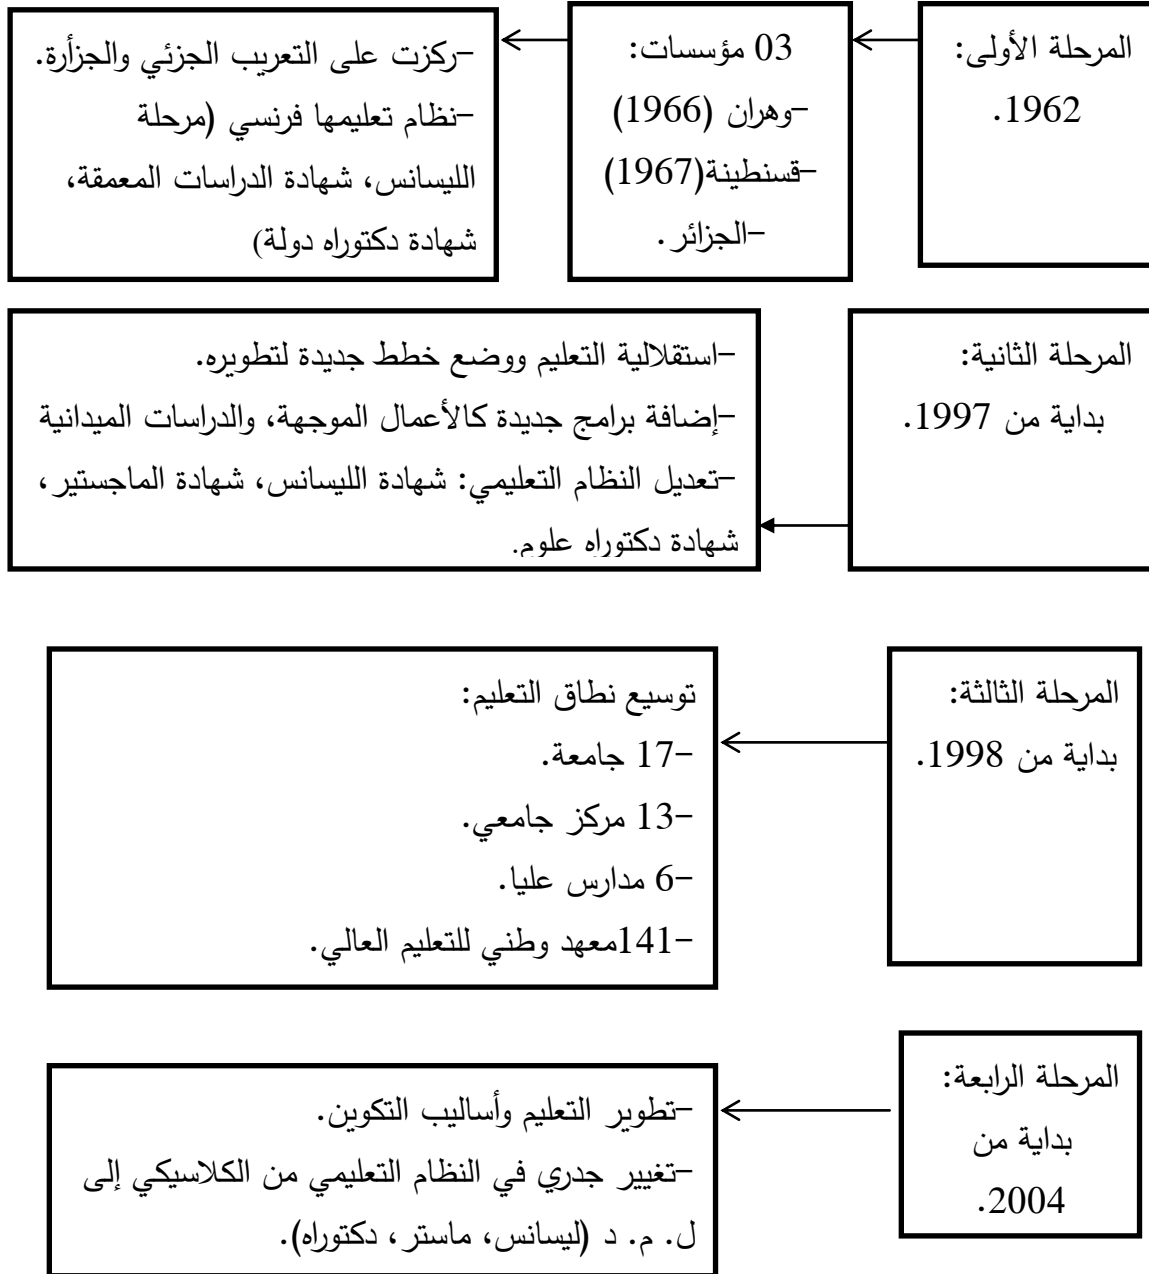 المرحلة الأولى:
1962.
03 مؤسسات:
-وهران (1966)
-قسنطينة(1967)
-الجزائر.
-ركزت على التعريب الجزئي والجزأرة.
-نظام تعليمها فرنسي (مرحلة
الليسانس، شهادة الدراسات المعمقة،
شهادة دكتوراه دولة)
المرحلة الثانية:
بداية من 1997.
-استقلالية التعليم ووضع خطط جديدة لتطويره.
-إضافة برامج جديدة كالأعمال الموجهة، والدراسات الميدانية
-تعديل النظام التعليمي: شهادة الليسانس، شهادة الماجستير،
شهادة دكتوراه علوم.
المرحلة الثالثة:
بداية من 1998.
توسيع نطاق التعليم:
-17 جامعة.
-13 مركز جامعي.
-6 مدارس عليا.
-141معهد وطني للتعليم العالي.
المرحلة الرابعة:
بداية من
2004.
-تطوير التعليم وأساليب التكوين.
-تغيير جدري في النظام التعليمي من الكلاسيكي إلى
ل. م. د (ليسانس، ماستر، دكتوراه).